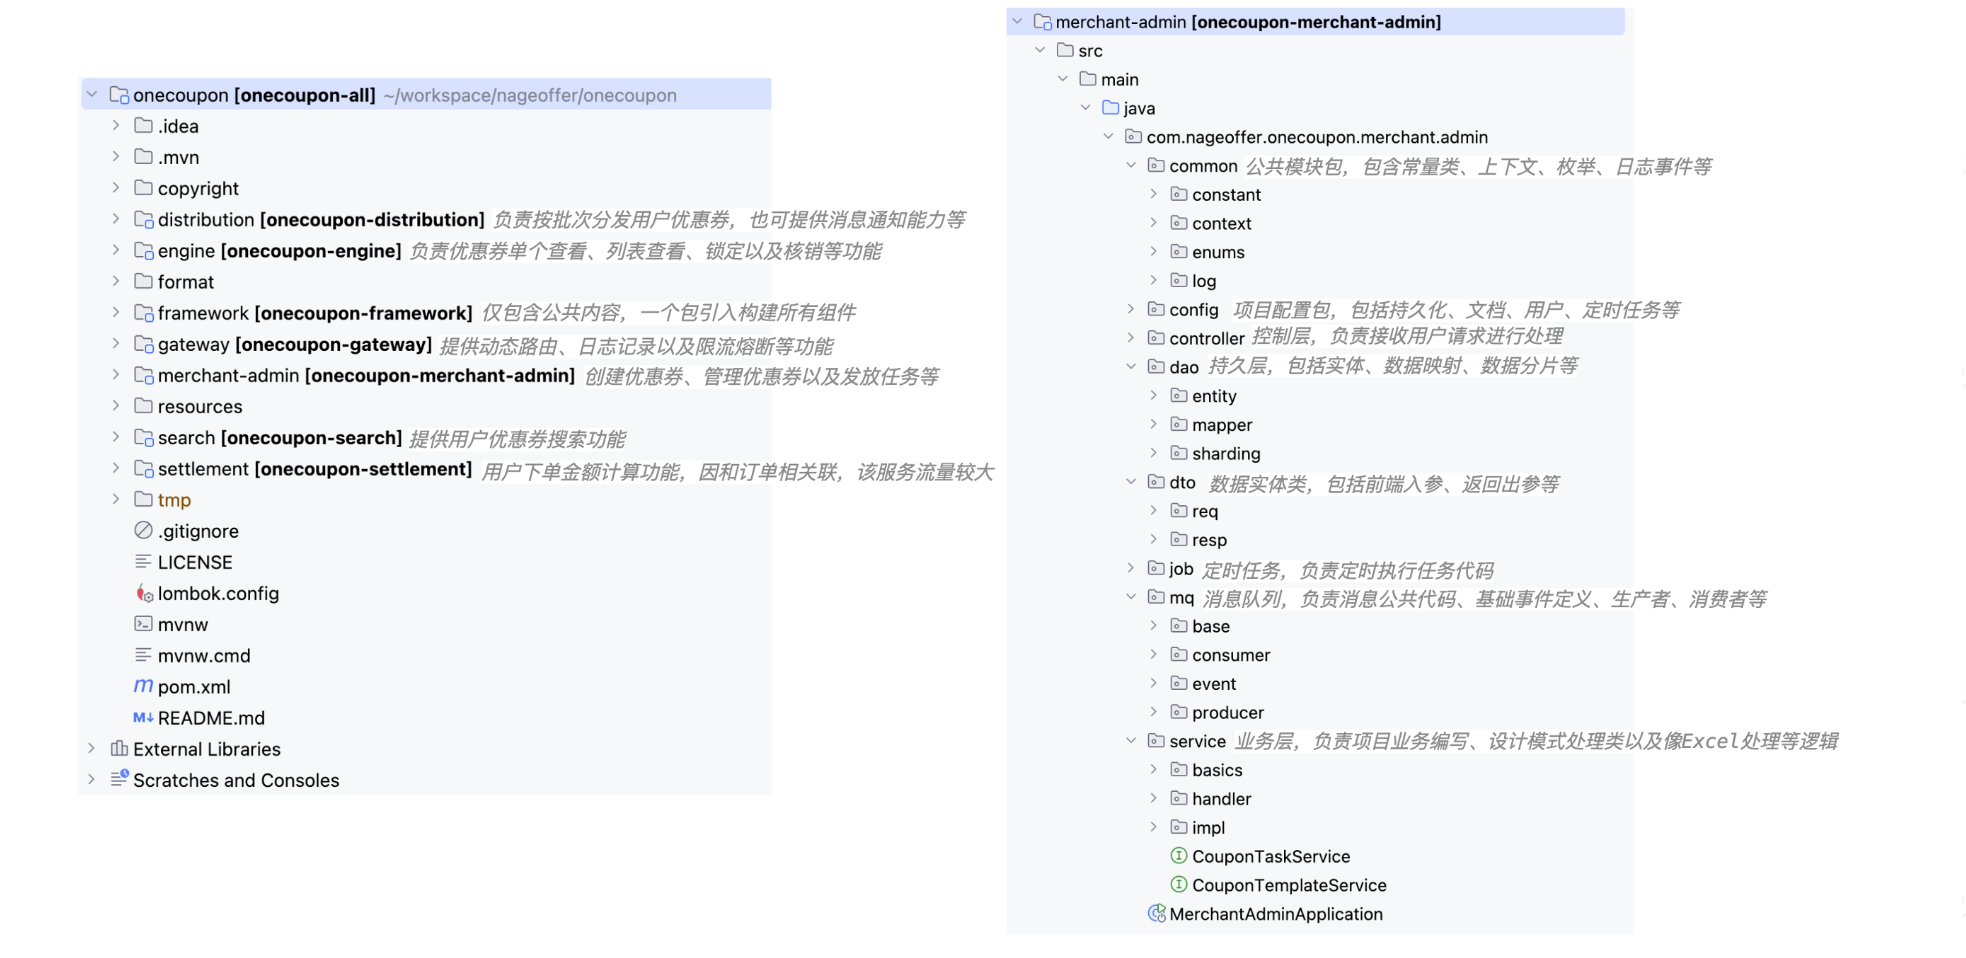 onecoupon [onecoupon-all] ~/workspace/nageoffer/onecoupon
.idea
.mvn
copyright
distribution [onecoupon-distribution] 负责按批次分发用户优惠券，也可提供消息通知能力等
engine [onecoupon-engine] 负责优惠券单个查看、列表查看、锁定以及核销等功能
format
framework [onecoupon-framework] 仅包含公共内容，一个包引入构建所有组件
gateway [onecoupon-gateway] 提供动态路由、日志记录以及限流熔断等功能
merchant-admin [onecoupon-merchant-admin] 创建优惠券、管理优惠券以及发放任务等
resources
search [onecoupon-search] 提供用户优惠券搜索功能
settlement [onecoupon-settlement] 用户下单金额计算功能，因和订单相关联，该服务流量较大
tmp
.gitignore
LICENSE
lombok.config
mvnw
mvnw.cmd
pom.xml
README.md
External Libraries
Scratches and Consoles
merchant-admin [onecoupon-merchant-admin]
src
main
java
com.nageoffer.onecoupon.merchant.admin
common 公共模块包，包含常量类、上下文、枚举、日志事件等
constant
context
enums
log
config 项目配置包，包括持久化、文档、用户、定时任务等
controller 控制层，负责接收用户请求进行处理
dao 持久层，包括实体、数据映射、数据分片等
entity
mapper
sharding
dto 数据实体类，包括前端入参、返回出参等
req
resp
job 定时任务，负责定时执行任务代码
mq 消息队列，负责消息公共代码、基础事件定义、生产者、消费者等
base
consumer
event
producer
service 业务层，负责项目业务编写、设计模式处理类以及像Excel处理等逻辑
basics
handler
impl
CouponTaskService
CouponTemplateService
MerchantAdminApplication